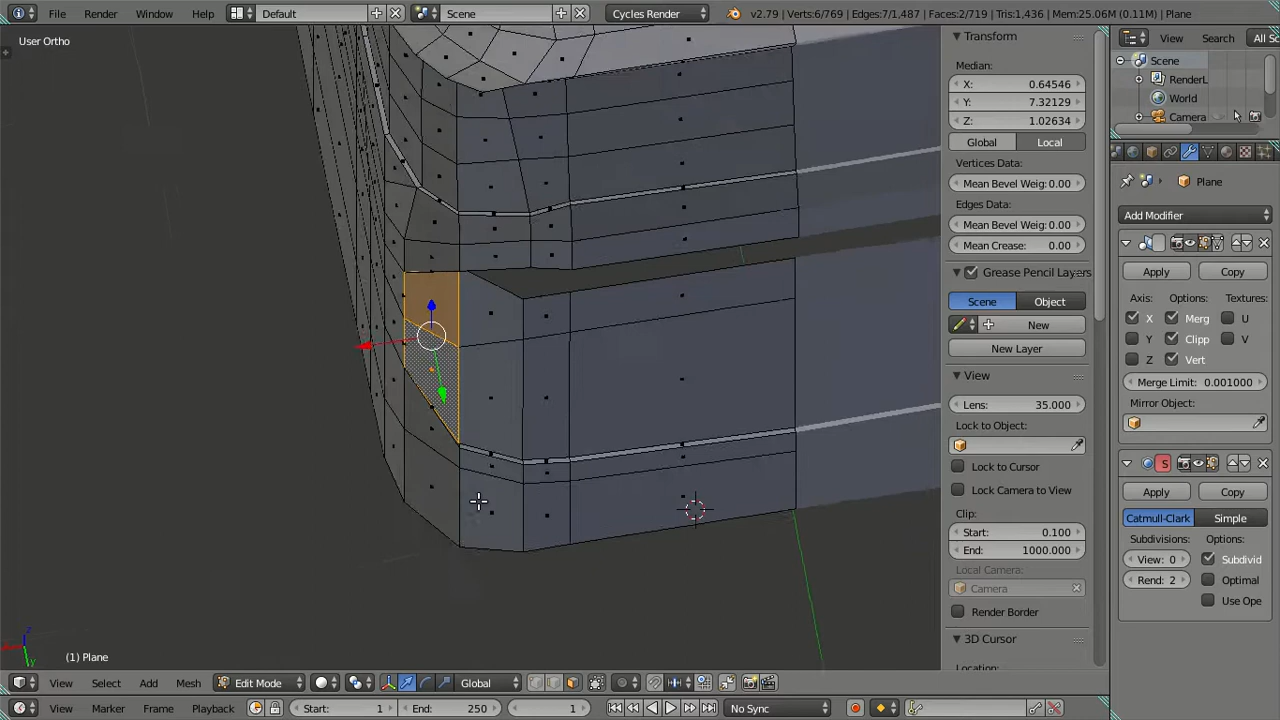 File Render Window Help Default Scene Cycles Render v2.79 | Verts:6/769 | Edges:7/1,487 | Faces:2/719 | Tris:1,436 | Mem:25.06M (0.11M) | Plane
User Ortho
Transform
Median:
X: 0.64546
Y: 7.32129
Z: 1.02634
Global Local
Vertices Data:
Mean Bevel Weig: 0.00
Edges Data:
Mean Bevel Weig: 0.00
Mean Crease: 0.00
Grease Pencil Layers
Scene Object
New
New Layer
View
Lens: 35.000
Lock to Object:
Lock to Cursor
Lock Camera to View
Clip:
Start: 0.100
End: 1000.000
Local Camera:
Camera
Render Border
3D Cursor
Location:
View Search All Sc
Scene
RenderL
World
Camera
Plane
Add Modifier
Apply Copy
Axis: Options: Textures:
X Merg U
Y Clipp V
Z Vert
Merge Limit: 0.001000
Mirror Object:
S
Apply Copy
Catmull-Clark Simple
Subdivisions: Options:
View: 0 Subdivid
Rend: 2 Optimal
Use Ope
(1) Plane
View Select Add Mesh Edit Mode Global
View Marker Frame Playback Start: 1 End: 250 1 No Sync